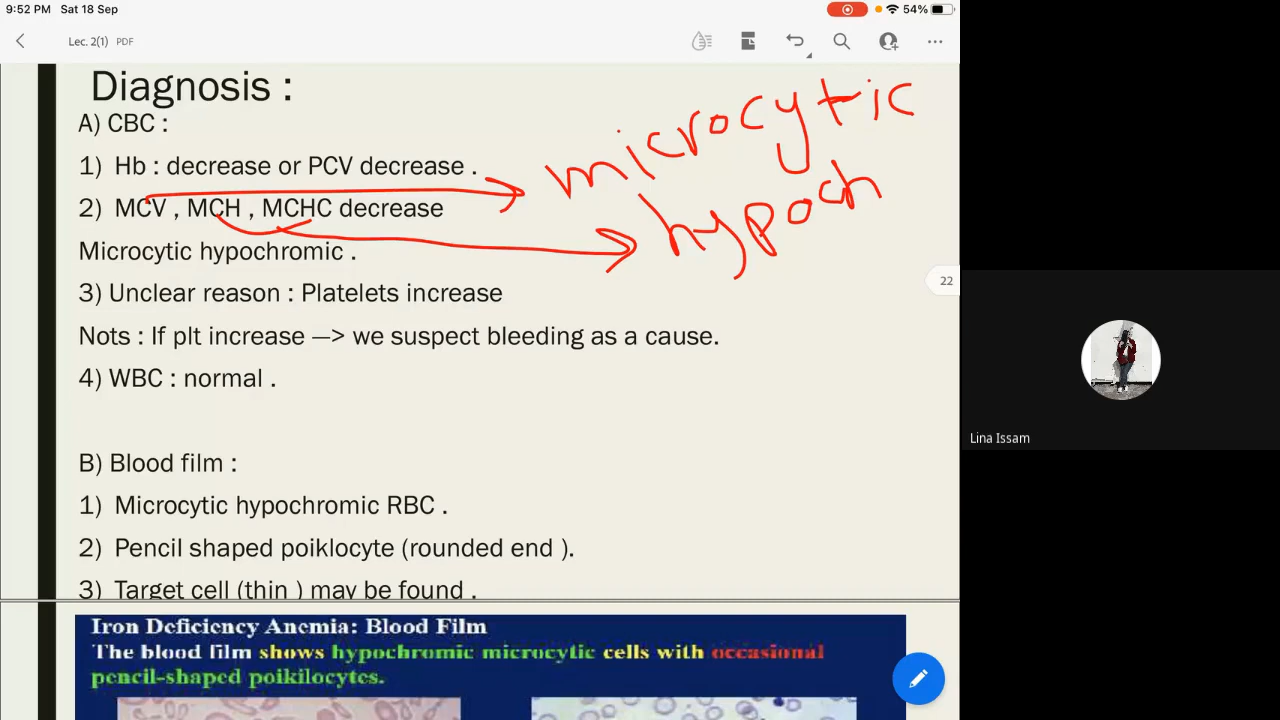 9:52 PM Sat 18 Sep 54%
Lec. 2(1) PDF
Diagnosis :
A) CBC :
1) Hb : decrease or PCV decrease .
microcytic
2) MCV , MCH , MCHC decrease
hypoch
Microcytic hypochromic .
22
3) Unclear reason : Platelets increase
Nots : If plt increase —> we suspect bleeding as a cause.
4) WBC : normal .
Lina Issam
B) Blood film :
1) Microcytic hypochromic RBC .
2) Pencil shaped poiklocyte (rounded end ).
3) Target cell (thin ) may be found .
Iron Deficiency Anemia: Blood Film
The blood film shows hypochromic microcytic cells with occasional
pencil-shaped poikilocytes.